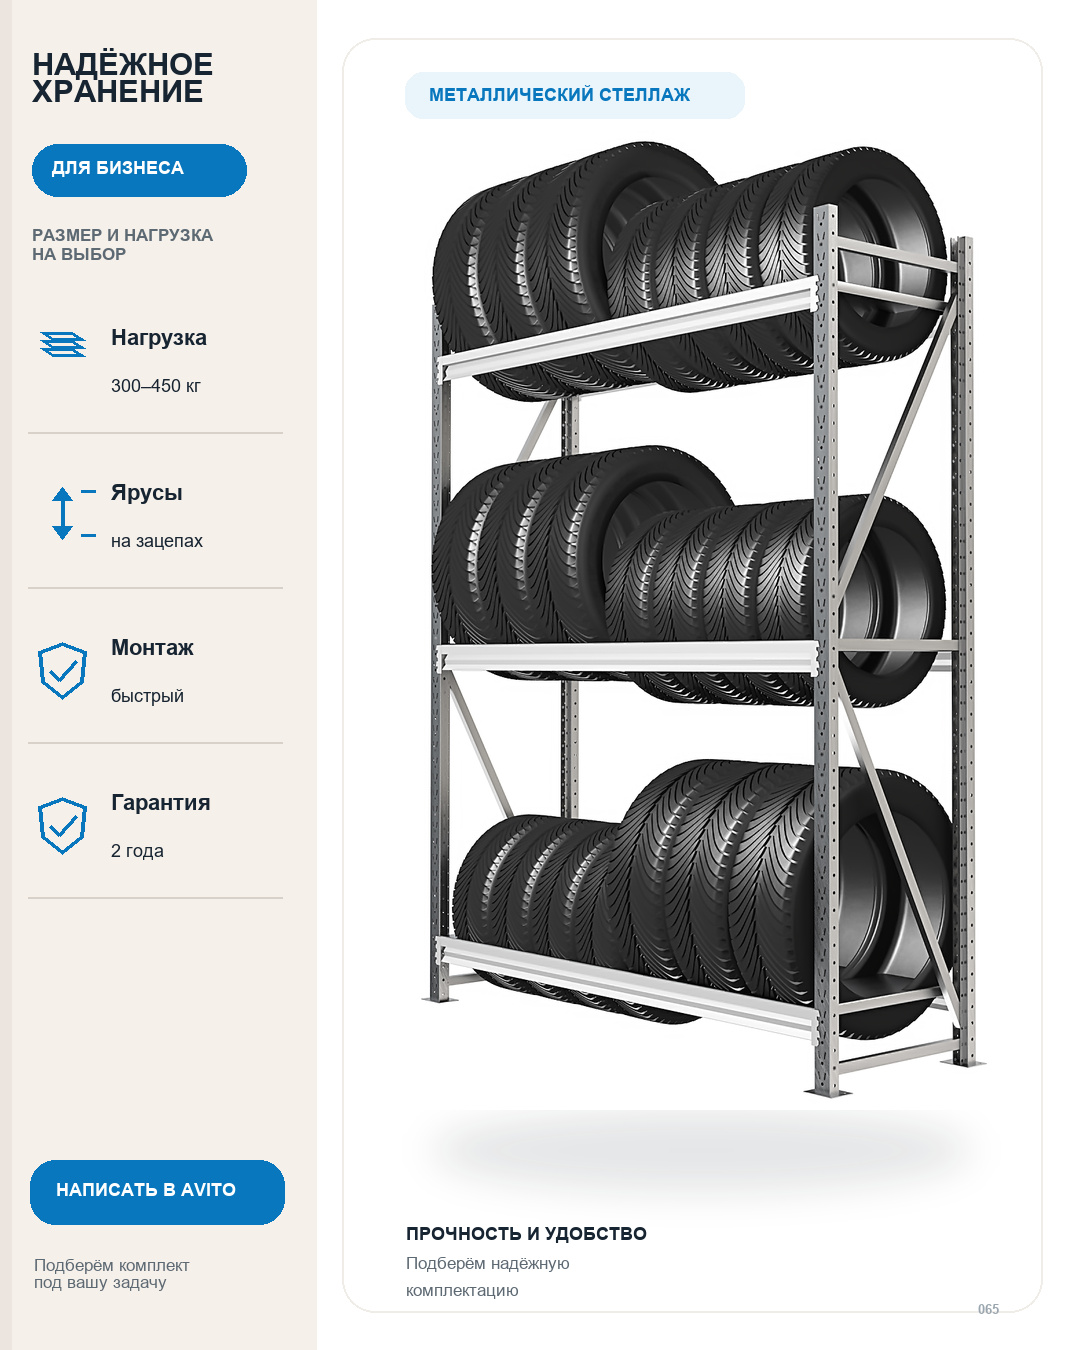 НАДЁЖНОЕ
ХРАНЕНИЕ
ДЛЯ БИЗНЕСА
РАЗМЕР И НАГРУЗКА
НА ВЫБОР
Нагрузка
300–450 кг
Ярусы
на зацепах
Монтаж
быстрый
Гарантия
2 года
НАПИСАТЬ В AVITO
Подберём комплект
под вашу задачу
МЕТАЛЛИЧЕСКИЙ СТЕЛЛАЖ
ПРОЧНОСТЬ И УДОБСТВО
Подберём надёжную
комплектацию
065